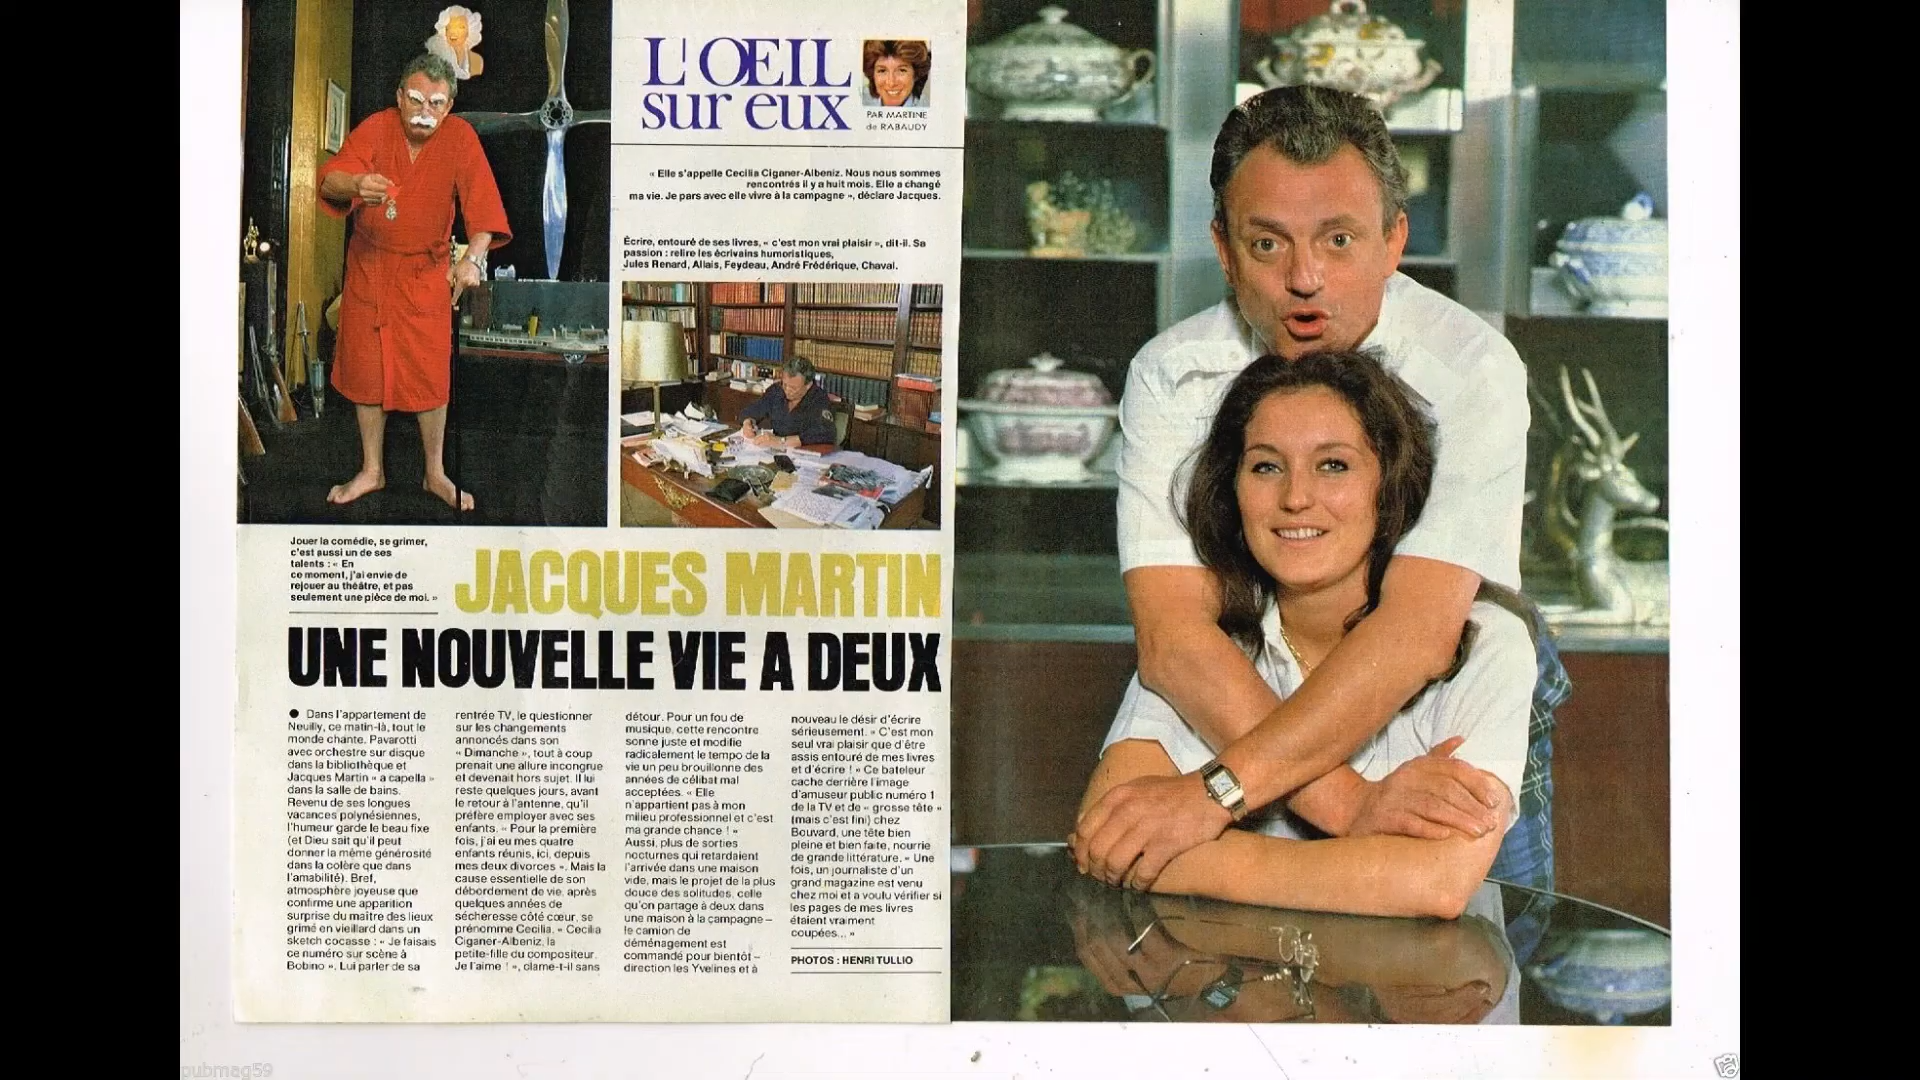 L'OEIL
sur eux
PAR MARTINE
de RABAUDY
« Elle s'appelle Cecilia Ciganer-Albeniz. Nous nous sommes
rencontrés il y a huit mois. Elle a changé
ma vie. Je pars avec elle vivre à la campagne », déclare Jacques.
Écrire, entouré de ses livres, « c'est mon vrai plaisir », dit-il. Sa
passion : relire les écrivains humoristiques,
Jules Renard, Allais, Feydeau, André Frédérique, Chaval.
Jouer la comédie, se grimer,
c'est aussi un de ses
talents : « En
ce moment, j'ai envie de
rejouer au théâtre, et pas
seulement une pièce de moi. »
JACQUES MARTIN
UNE NOUVELLE VIE A DEUX
● Dans l'appartement de
Neuilly, ce matin-là, tout le
monde chante. Pavarotti
avec orchestre sur disque
dans la bibliothèque et
Jacques Martin « a capella »
dans la salle de bains.
Revenu de ses longues
vacances polynésiennes,
l'humeur garde le beau fixe
(et Dieu sait qu'il peut
donner la même générosité
dans la colère que dans
l'amabilité). Bref,
atmosphère joyeuse que
confirme une apparition
surprise du maître des lieux
grimé en vieillard dans un
sketch cocasse : « Je faisais
ce numéro sur scène à
Bobino ». Lui parler de sa
rentrée TV, le questionner
sur les changements
annoncés dans son
« Dimanche », tout à coup
prenait une allure incongrue
et devenait hors sujet. Il lui
reste quelques jours, avant
le retour à l'antenne, qu'il
préfère employer avec ses
enfants. « Pour la première
fois, j'ai eu mes quatre
enfants réunis, ici, depuis
mes deux divorces ». Mais la
cause essentielle de son
débordement de vie, après
quelques années de
sécheresse côté cœur, se
prénomme Cecilia. « Cecilia
Ciganer-Albeniz, la
petite-fille du compositeur.
Je l'aime ! », clame-t-il sans
détour. Pour un fou de
musique, cette rencontre
sonne juste et modifie
radicalement le tempo de la
vie un peu brouillonne des
années de célibat mal
acceptées. « Elle
n'appartient pas à mon
milieu professionnel et c'est
ma grande chance ! »
Aussi, plus de sorties
nocturnes qui retardaient
l'arrivée dans une maison
vide, mais le projet de la plus
douce des solitudes, celle
qu'on partage à deux dans
une maison à la campagne –
le camion de
déménagement est
commandé pour bientôt –
direction les Yvelines et à
nouveau le désir d'écrire
sérieusement. « C'est mon
seul vrai plaisir que d'être
assis entouré de mes livres
et d'écrire ! » Ce bateleur
cache derrière l'image
d'amuseur public numéro 1
de la TV et de « grosse tête »
(mais c'est fini) chez
Bouvard, une tête bien
pleine et bien faite, nourrie
de grande littérature. « Une
fois, un journaliste d'un
grand magazine est venu
chez moi et a voulu vérifier si
les pages de mes livres
étaient vraiment
coupées... »
PHOTOS : HENRI TULLIO
pubmag59